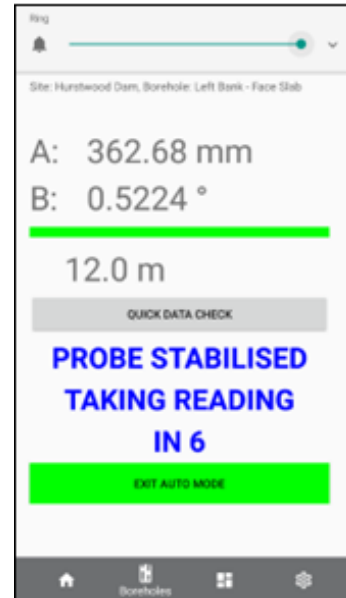 Ring
Site: Hurstwood Dam, Borehole: Left Bank - Face Slab
A: 362.68 mm
B: 0.5224 °
12.0 m
QUICK DATA CHECK
PROBE STABILISED
TAKING READING
IN 6
EXIT AUTO MODE
Boreholes